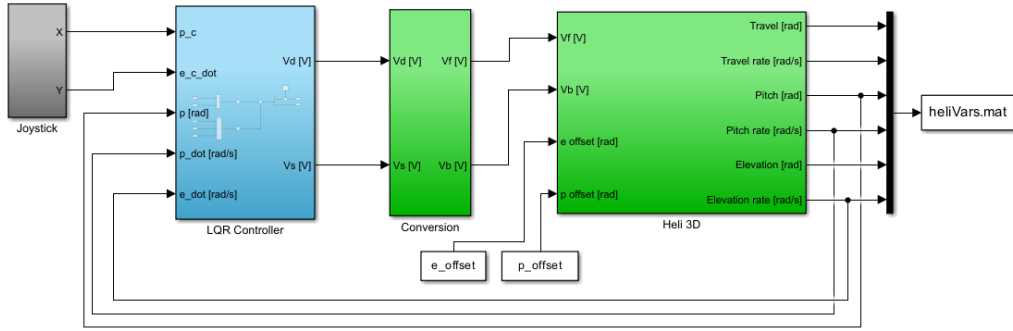 X
Y
Joystick
p_c
e_c_dot
p [rad]
p_dot [rad/s]
e_dot [rad/s]
Vd [V]
Vs [V]
LQR Controller
Vd [V]
Vs [V]
Vf [V]
Vb [V]
Conversion
Vf [V]
Vb [V]
e offset [rad]
p offset [rad]
Travel [rad]
Travel rate [rad/s]
Pitch [rad]
Pitch rate [rad/s]
Elevation [rad]
Elevation rate [rad/s]
Heli 3D
e_offset
p_offset
heliVars.mat